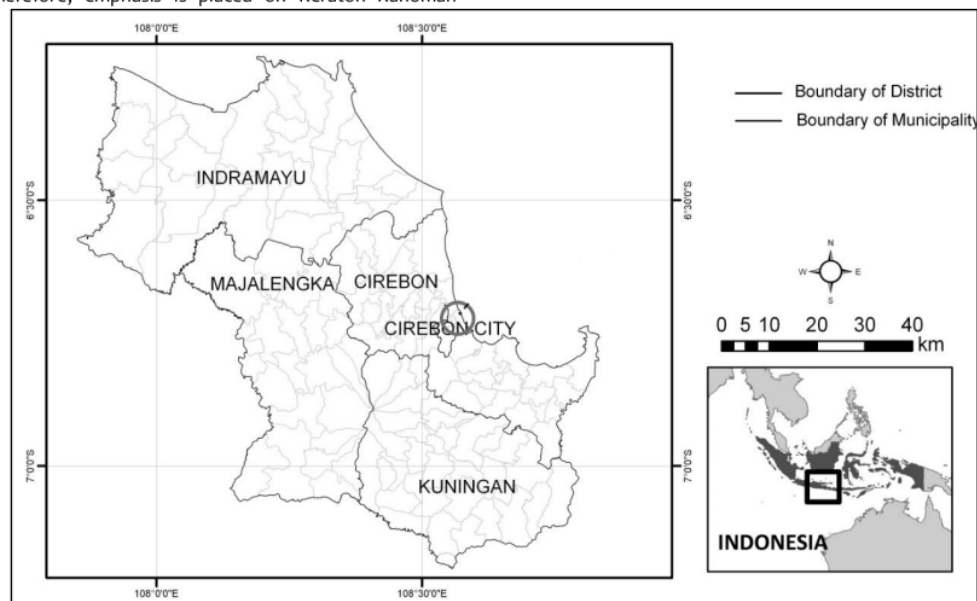 herefore, emphasis is placed on Keraton Kanoman
108°0'0"E
108°30'0"E
Boundary of District
Boundary of Municipality
INDRAMAYU
6°30'0"S
6°30'0"S
MAJALENGKA
CIREBON
CIREBON CITY
N
W
E
S
0 5 10 20 30 40
km
7°0'0"S
7°0'0"S
KUNINGAN
INDONESIA
108°0'0"E
108°30'0"E